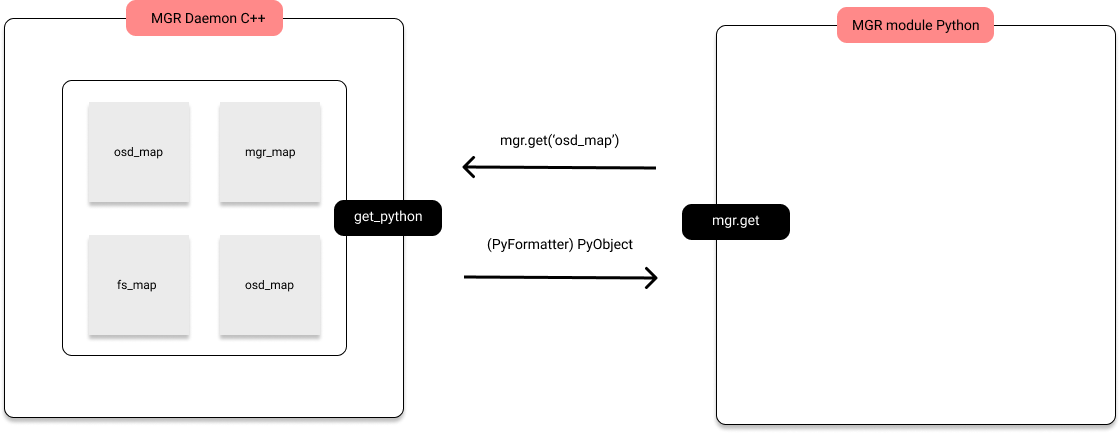 MGR Daemon C++
MGR module Python
osd_map
mgr_map
mgr.get(‘osd_map’)
get_python
mgr.get
(PyFormatter) PyObject
fs_map
osd_map